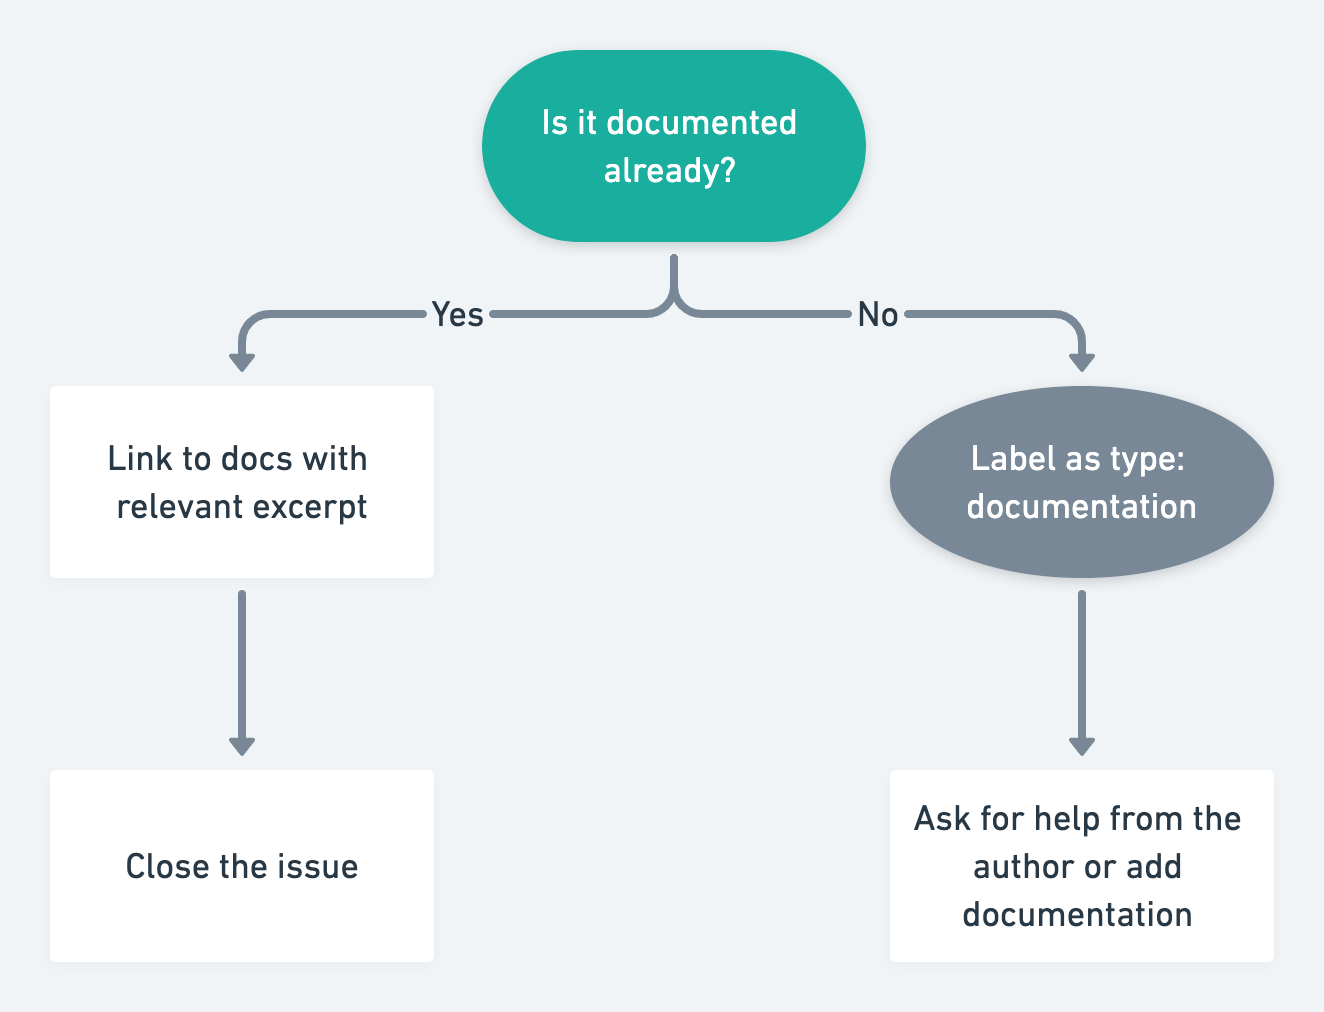 Is it documented
already?
Yes
No
Link to docs with
relevant excerpt
Label as type:
documentation
Close the issue
Ask for help from the
author or add
documentation